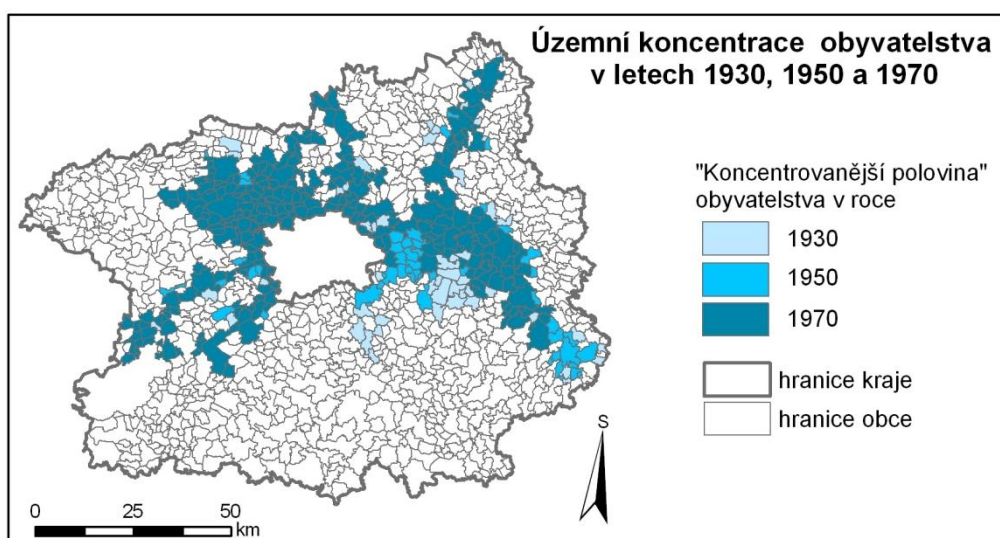 Územní koncentrace obyvatelstva
v letech 1930, 1950 a 1970
"Koncentrovanější polovina"
obyvatelstva v roce
1930
1950
1970
hranice kraje
hranice obce
S
0 25 50
km